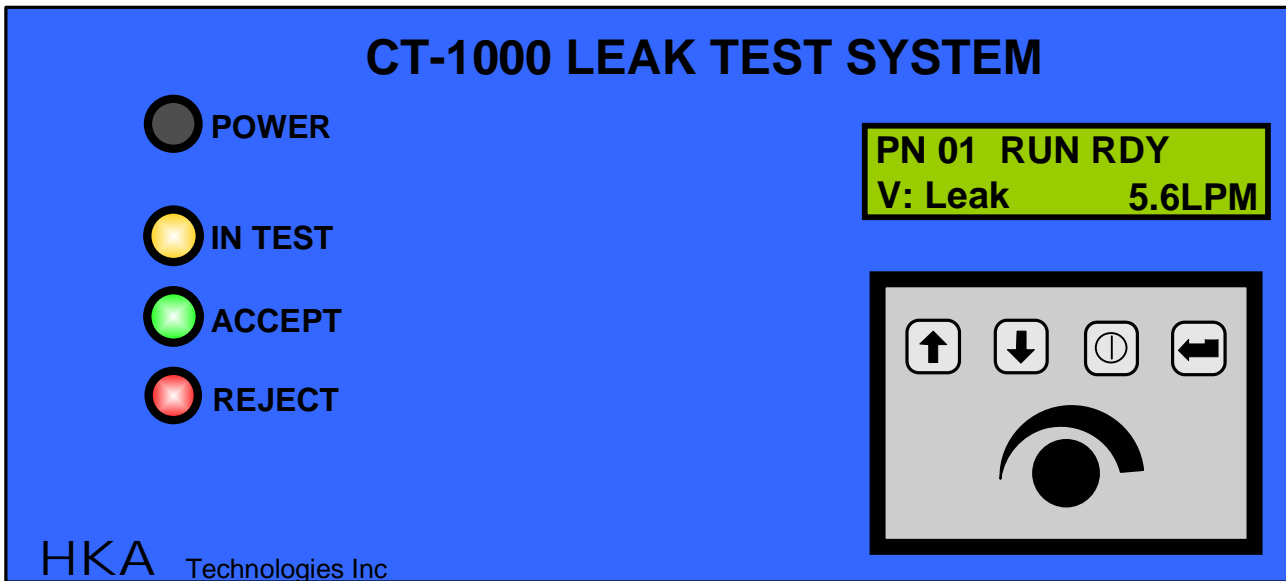 CT-1000 LEAK TEST SYSTEM
POWER
PN 01 RUN RDY
V: Leak 5.6LPM
IN TEST
ACCEPT
REJECT
HKA Technologies Inc